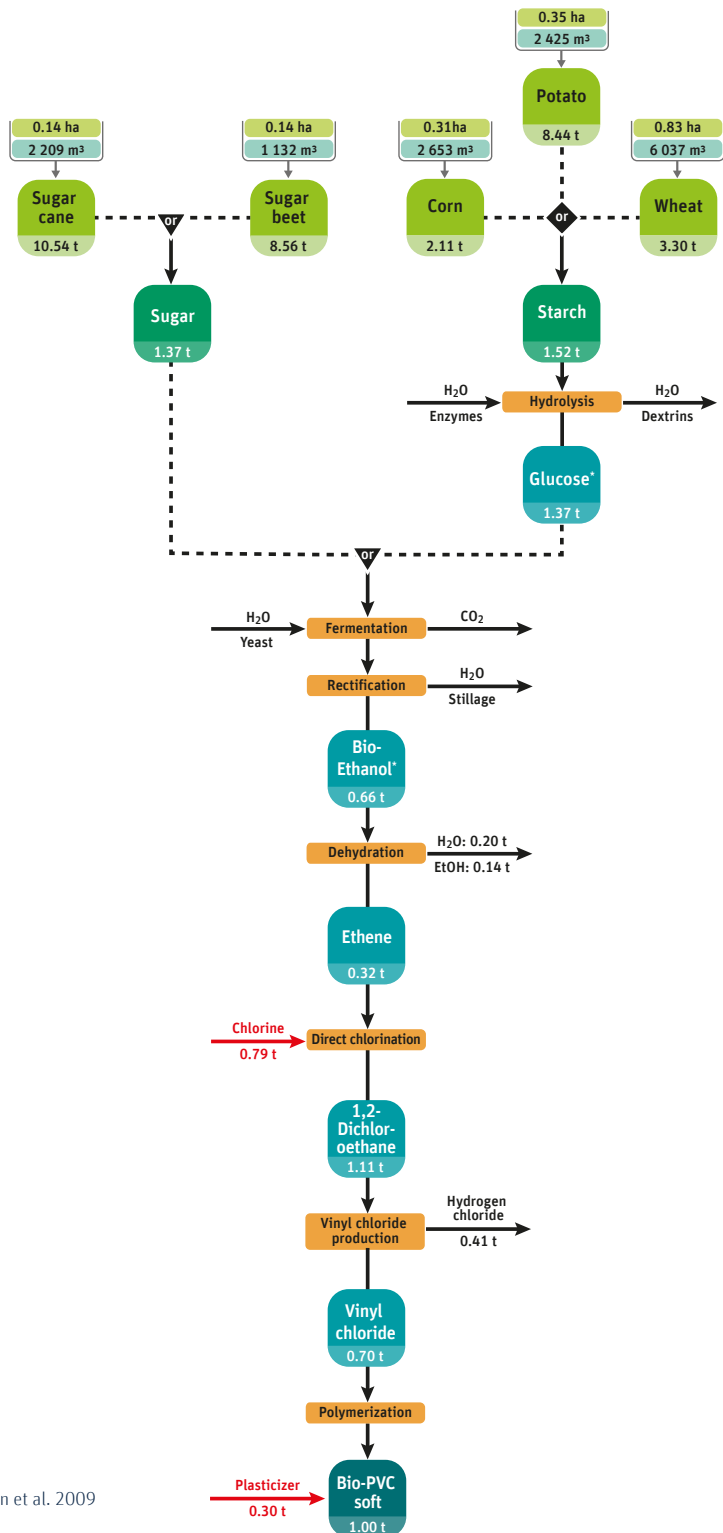 0.35 ha
2 425 m³
Potato
8.44 t
0.14 ha
2 209 m³
Sugar
cane
10.54 t
or
0.14 ha
1 132 m³
Sugar
beet
8.56 t
0.31ha
2 653 m³
Corn
2.11 t
or
0.83 ha
6 037 m³
Wheat
3.30 t
Sugar
1.37 t
Starch
1.52 t
H₂O
Enzymes
Hydrolysis
H₂O
Dextrins
Glucose*
1.37 t
or
H₂O
Yeast
Fermentation
CO₂
Rectification
H₂O
Stillage
Bio-
Ethanol*
0.66 t
Dehydration
H₂O: 0.20 t
EtOH: 0.14 t
Ethene
0.32 t
Chlorine
0.79 t
Direct chlorination
1,2-
Dichlor-
oethane
1.11 t
Vinyl chloride
production
Hydrogen
chloride
0.41 t
Vinyl
chloride
0.70 t
Polymerization
Plasticizer
0.30 t
Bio-PVC
soft
1.00 t
n et al. 2009